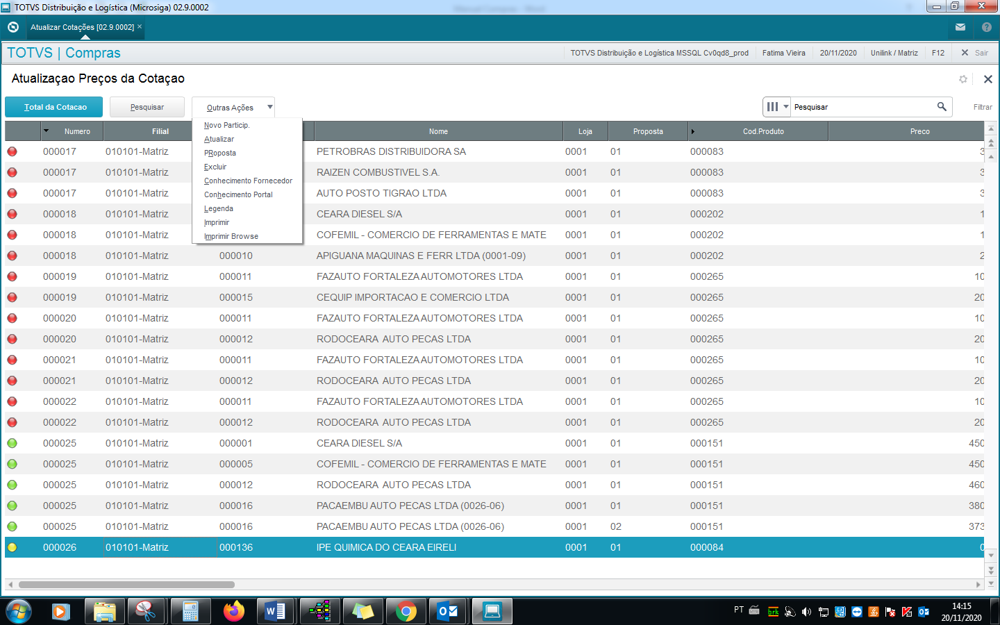 TOTVS Distribuição e Logística (Microsiga) 02.9.0002
Atualizar Cotações [02.9.0002] ×
TOTVS | Compras
TOTVS Distribuição e Logística MSSQL Cv0qd8_prod Fatima Vieira 20/11/2020 Unilink / Matriz F12 Sair
Atualizaçao Preços da Cotaçao
Total da Cotacao Pesquisar Outras Ações Pesquisar Filtrar
Numero Filial Nome Loja Proposta Cod.Produto Preco
Novo Particip.
Atualizar
PRoposta
Excluir
Conhecimento Fornecedor
Conhecimento Portal
Legenda
Imprimir
Imprimir Browse
000017 010101-Matriz PETROBRAS DISTRIBUIDORA SA 0001 01 000083 3
000017 010101-Matriz RAIZEN COMBUSTIVEL S.A. 0001 01 000083 3
000017 010101-Matriz AUTO POSTO TIGRAO LTDA 0001 01 000083 3
000018 010101-Matriz CEARA DIESEL S/A 0001 01 000202 1
000018 010101-Matriz COFEMIL - COMERCIO DE FERRAMENTAS E MATE 0001 01 000202 1
000018 010101-Matriz 000010 APIGUANA MAQUINAS E FERR LTDA (0001-09) 0001 01 000202 2
000019 010101-Matriz 000011 FAZAUTO FORTALEZA AUTOMOTORES LTDA 0001 01 000265 10
000019 010101-Matriz 000015 CEQUIP IMPORTACAO E COMERCIO LTDA 0001 01 000265 20
000020 010101-Matriz 000011 FAZAUTO FORTALEZA AUTOMOTORES LTDA 0001 01 000265 10
000020 010101-Matriz 000012 RODOCEARA AUTO PECAS LTDA 0001 01 000265 20
000021 010101-Matriz 000011 FAZAUTO FORTALEZA AUTOMOTORES LTDA 0001 01 000265 10
000021 010101-Matriz 000012 RODOCEARA AUTO PECAS LTDA 0001 01 000265 20
000022 010101-Matriz 000011 FAZAUTO FORTALEZA AUTOMOTORES LTDA 0001 01 000265 10
000022 010101-Matriz 000012 RODOCEARA AUTO PECAS LTDA 0001 01 000265 20
000025 010101-Matriz 000001 CEARA DIESEL S/A 0001 01 000151 450
000025 010101-Matriz 000005 COFEMIL - COMERCIO DE FERRAMENTAS E MATE 0001 01 000151 450
000025 010101-Matriz 000012 RODOCEARA AUTO PECAS LTDA 0001 01 000151 460
000025 010101-Matriz 000016 PACAEMBU AUTO PECAS LTDA (0026-06) 0001 01 000151 380
000025 010101-Matriz 000016 PACAEMBU AUTO PECAS LTDA (0026-06) 0001 02 000151 373
000026 010101-Matriz 000136 IPE QUIMICA DO CEARA EIRELI 0001 01 000084 0
PT brk 14:15
20/11/2020